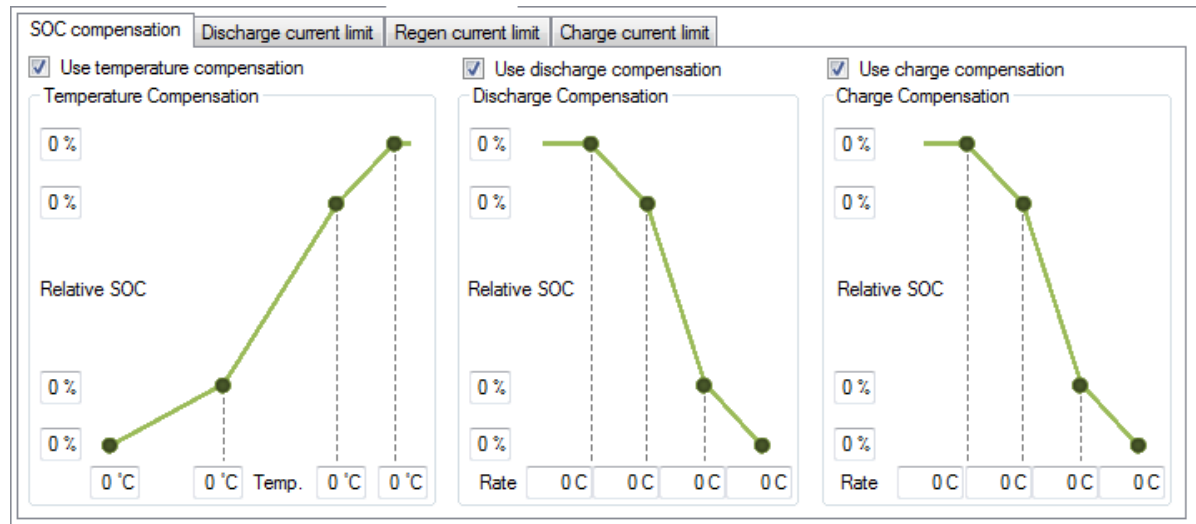 SOC compensation Discharge current limit Regen current limit Charge current limit
Use temperature compensation Use discharge compensation Use charge compensation
Temperature Compensation Discharge Compensation Charge Compensation
0 % 0 % 0 %
0 % 0 % 0 %
Relative SOC Relative SOC Relative SOC
0 % 0 % 0 %
0 % 0 % 0 %
0 °C 0 °C Temp. 0 °C 0 °C Rate 0 C 0 C 0 C 0 C Rate 0 C 0 C 0 C 0 C